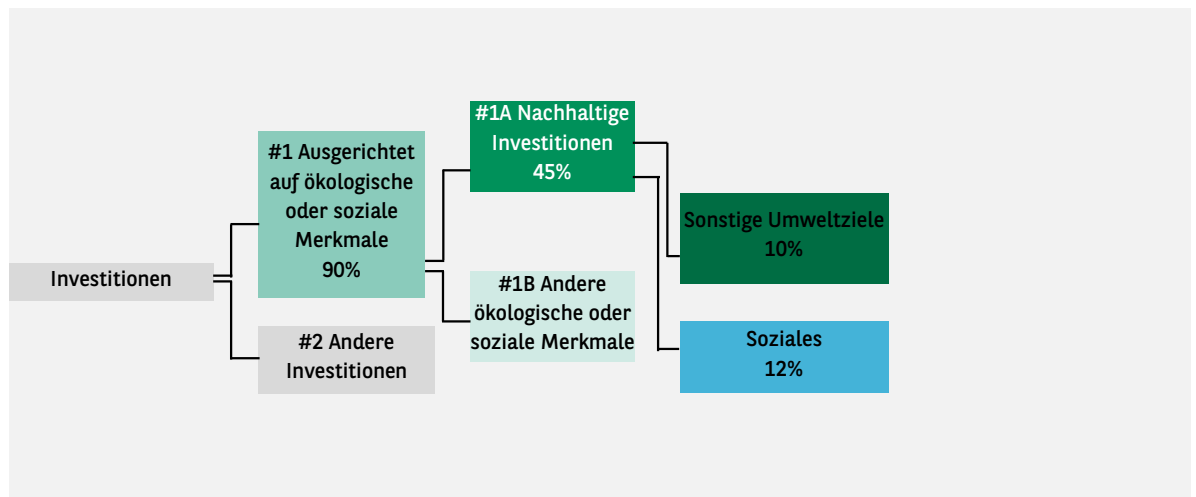 Investitionen
#1 Ausgerichtet
auf ökologische
oder soziale
Merkmale
90%
#2 Andere
Investitionen
#1A Nachhaltige
Investitionen
45%
#1B Andere
ökologische oder
soziale Merkmale
Sonstige Umweltziele
10%
Soziales
12%